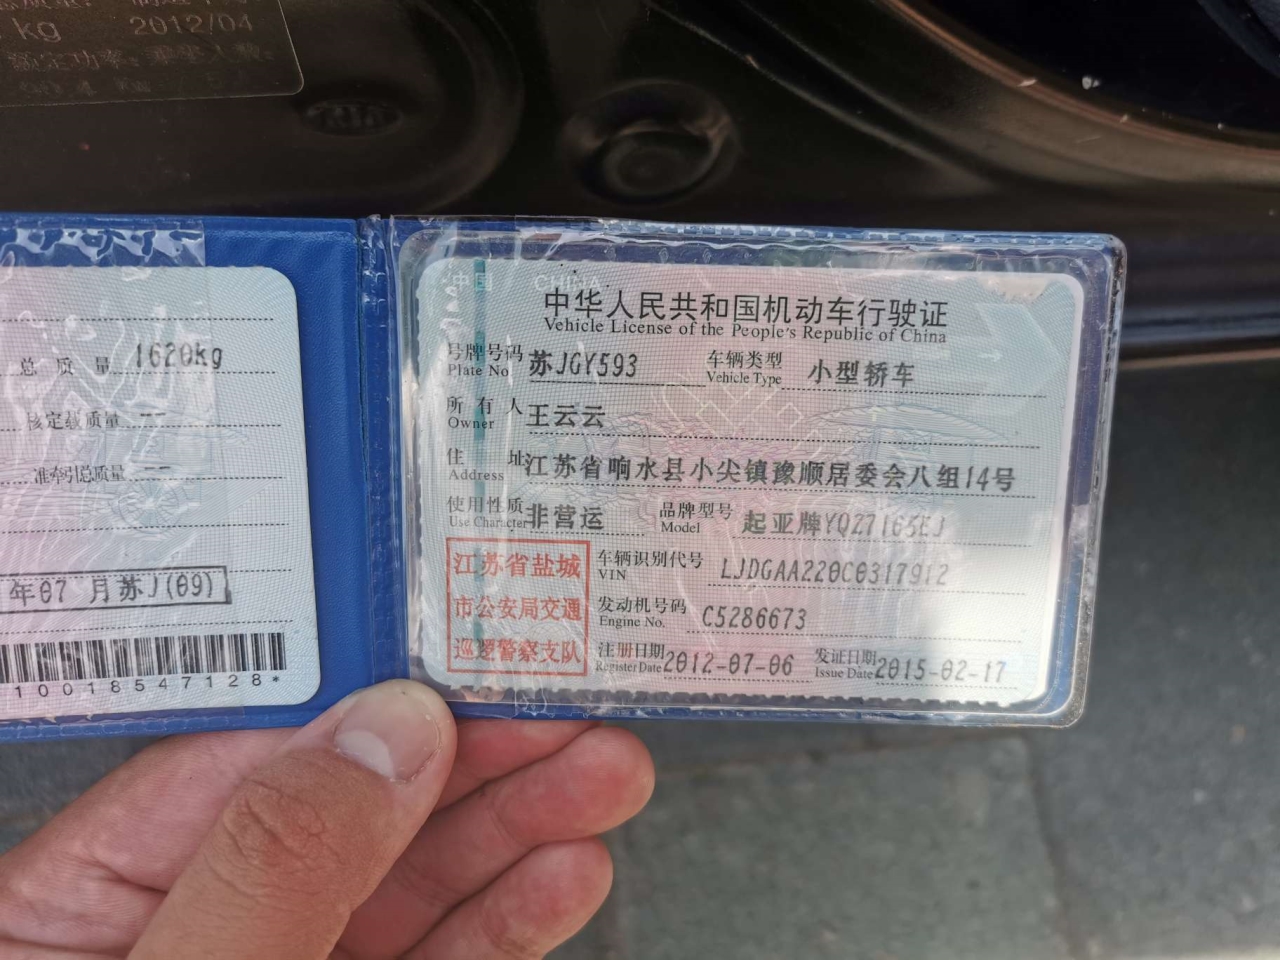 kg 2012/04
总质量 1620kg
核定载质量 --
准牵引总质量 --
年07 月苏J(09)
10018547128*
中国 CHINA
中华人民共和国机动车行驶证
Vehicle License of the People's Republic of China
号牌号码 苏JGY593 车辆类型 小型轿车
Plate No Vehicle Type
所有人 王云云
Owner
住址 江苏省响水县小尖镇豫顺居委会八组14号
Address
使用性质 非营运 品牌型号 起亚牌YQZ7165EJ
Use Character Model
江苏省盐城
市公安局交通
巡逻警察支队
车辆识别代号 LJDGAA220C0317912
VIN
发动机号码 C5286673
Engine No.
注册日期 2012-07-06 发证日期 2015-02-17
Register Date Issue Date